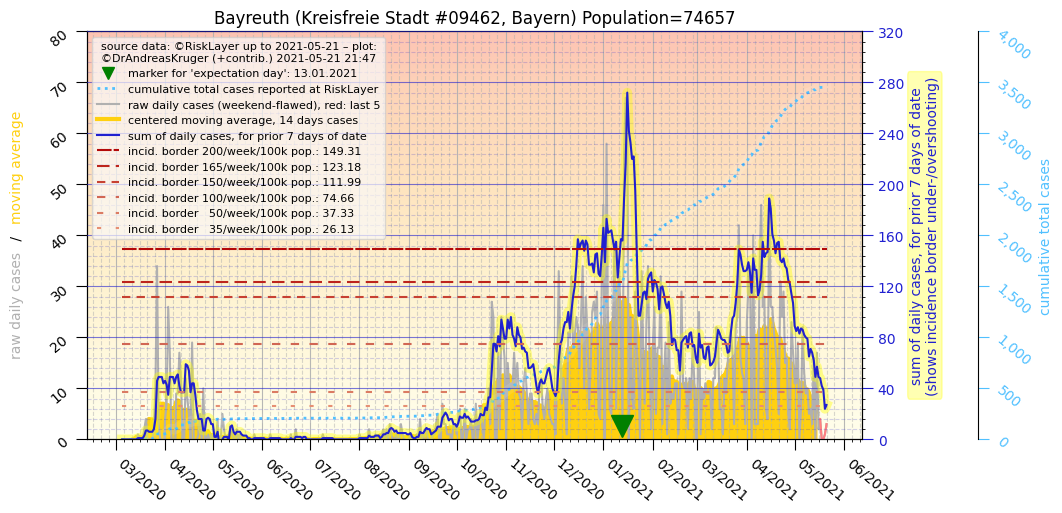 Bayreuth (Kreisfreie Stadt #09462, Bayern) Population=74657
source data: ©RiskLayer up to 2021-05-21 – plot:
©DrAndreasKruger (+contrib.) 2021-05-21 21:47
marker for 'expectation day': 13.01.2021
cumulative total cases reported at RiskLayer
raw daily cases (weekend-flawed), red: last 5
centered moving average, 14 days cases
sum of daily cases, for prior 7 days of date
incid. border 200/week/100k pop.: 149.31
incid. border 165/week/100k pop.: 123.18
incid. border 150/week/100k pop.: 111.99
incid. border 100/week/100k pop.: 74.66
incid. border 50/week/100k pop.: 37.33
incid. border 35/week/100k pop.: 26.13
raw daily cases / moving average
80
70
60
50
40
30
20
10
0
03/2020
04/2020
05/2020
06/2020
07/2020
08/2020
09/2020
10/2020
11/2020
12/2020
01/2021
02/2021
03/2021
04/2021
05/2021
06/2021
320
280
240
200
160
120
80
40
0
sum of daily cases, for prior 7 days of date
(shows incidence border under-/overshooting)
4,000
3,500
3,000
2,500
2,000
1,500
1,000
500
0
cumulative total cases